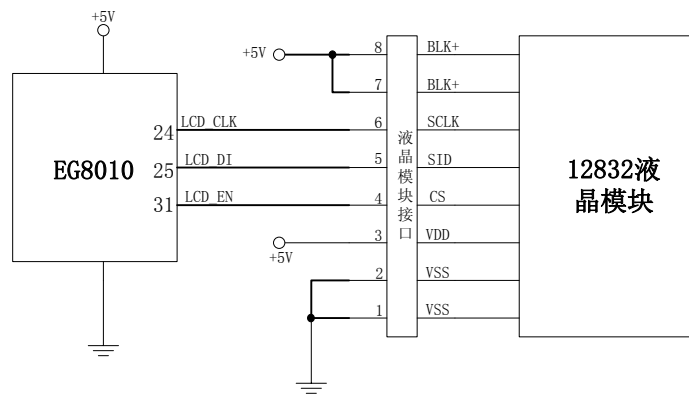 +5V
+5V
8
BLK+
7
BLK+
24
LCD_CLK
6
SCLK
EG8010
25
LCD_DI
5
SID
31
LCD_EN
4
CS
液晶模块接口
12832液
晶模块
3
VDD
+5V
2
VSS
1
VSS